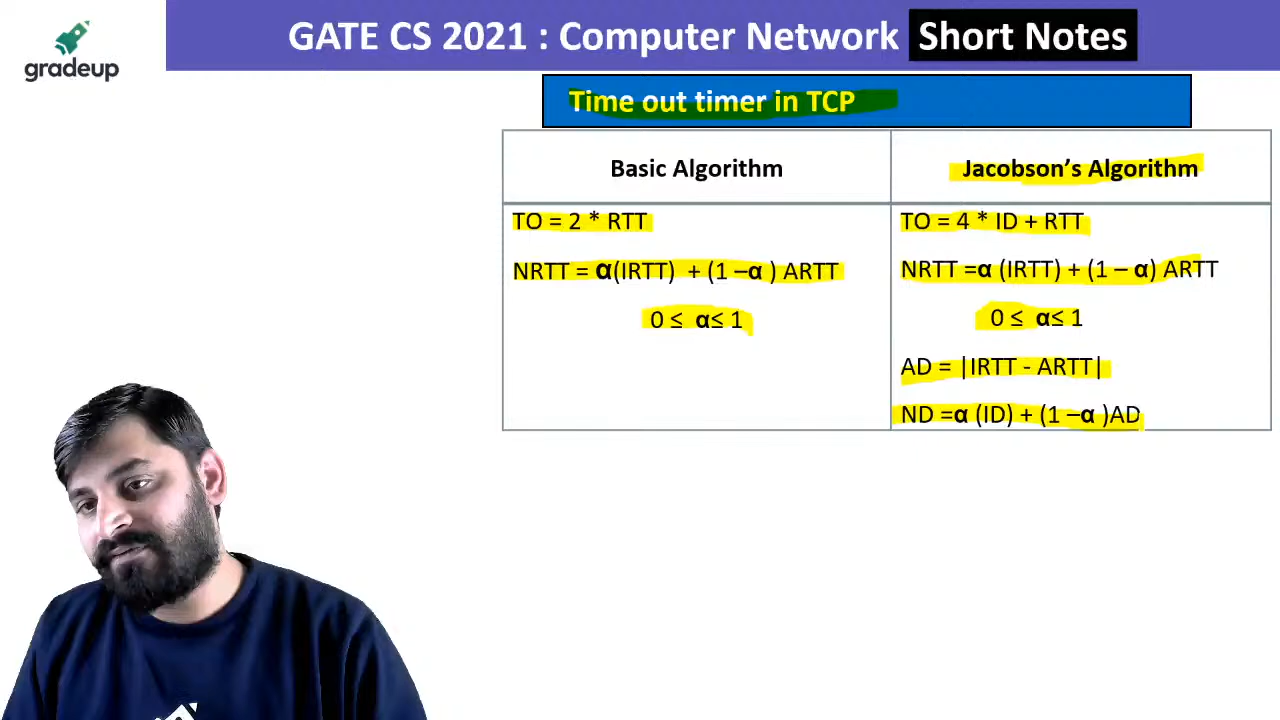 gradeup
GATE CS 2021 : Computer Network Short Notes
Time out timer in TCP
Basic Algorithm
TO = 2 * RTT
NRTT = α(IRTT) + (1 –α ) ARTT
0 ≤ α≤ 1
Jacobson’s Algorithm
TO = 4 * ID + RTT
NRTT =α (IRTT) + (1 – α) ARTT
0 ≤ α≤ 1
AD = |IRTT - ARTT|
ND =α (ID) + (1 –α )AD